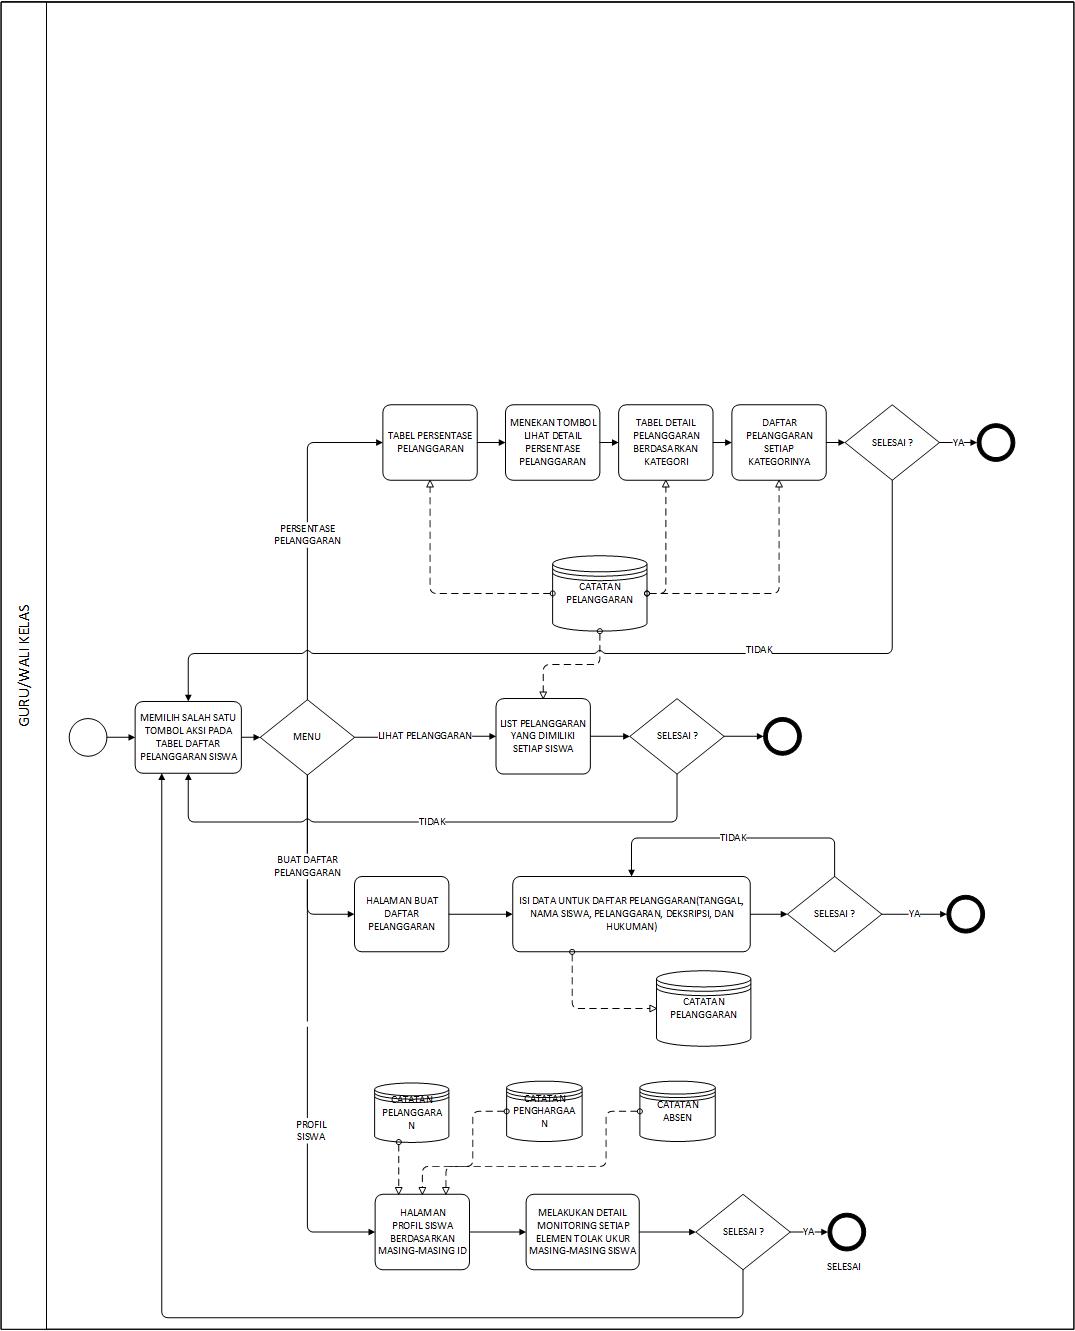 GURU/WALI KELAS
TABEL PERSENTASE
PELANGGARAN
MENEKAN TOMBOL
LIHAT DETAIL
PERSENTASE
PELANGGARAN
TABEL DETAIL
PELANGGARAN
BERDASARKAN
KATEGORI
DAFTAR
PELANGGARAN
SETIAP
KATEGORINYA
SELESAI ?
YA
PERSENTASE
PELANGGARAN
CATATAN
PELANGGARAN
TIDAK
MEMILIH SALAH SATU
TOMBOL AKSI PADA
TABEL DAFTAR
PELANGGARAN SISWA
MENU
LIHAT PELANGGARAN
LIST PELANGGARAN
YANG DIMILIKI
SETIAP SISWA
SELESAI ?
TIDAK
TIDAK
BUAT DAFTAR
PELANGGARAN
HALAMAN BUAT
DAFTAR
PELANGGARAN
ISI DATA UNTUK DAFTAR PELANGGARAN(TANGGAL,
NAMA SISWA, PELANGGARAN, DEKSRIPSI, DAN
HUKUMAN)
SELESAI ?
YA
CATATAN
PELANGGARAN
CATATAN
PELANGGARA
N
CATATAN
PENGHARGAA
N
CATATAN
ABSEN
PROFIL
SISWA
HALAMAN
PROFIL SISWA
BERDASARKAN
MASING-MASING ID
MELAKUKAN DETAIL
MONITORING SETIAP
ELEMEN TOLAK UKUR
MASING-MASING SISWA
SELESAI ?
YA
SELESAI